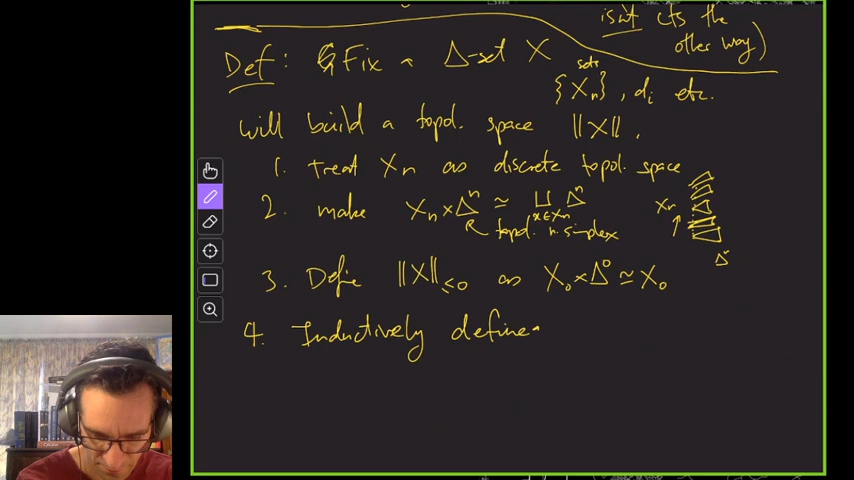 isn't cts the
other way)
Def: Fix a Δ-set X
sets
{Xn}, di etc.
will build a topol. space ||X||.
1. treat Xn as discrete topol. space
2. make Xn × Δⁿ ≃ ⊔ Δⁿ
x∈Xn
topol. n-simplex
Xn ↑
Δⁿ
3. Define ||X||≤0 as X₀ × Δ⁰ ≃ X₀
4. Inductively define